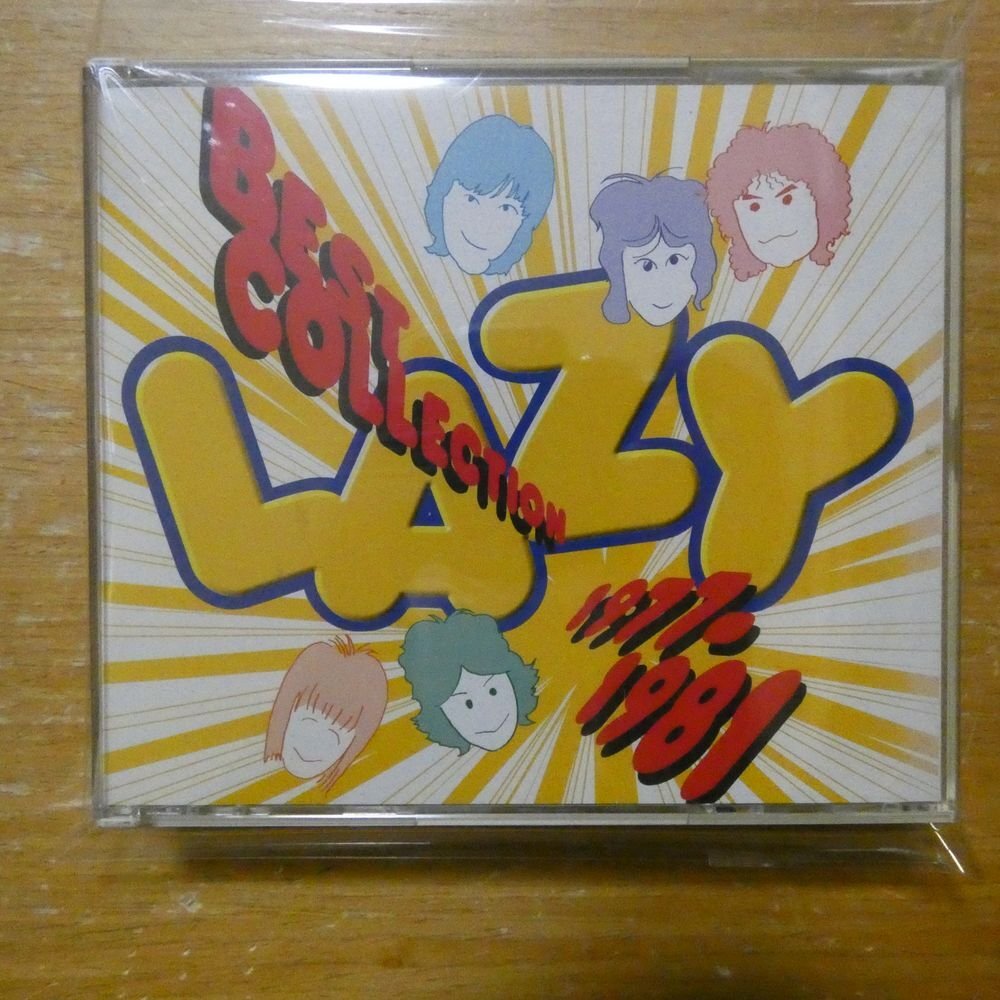 BEST
COLLECTION
LAZY
1977-
1981